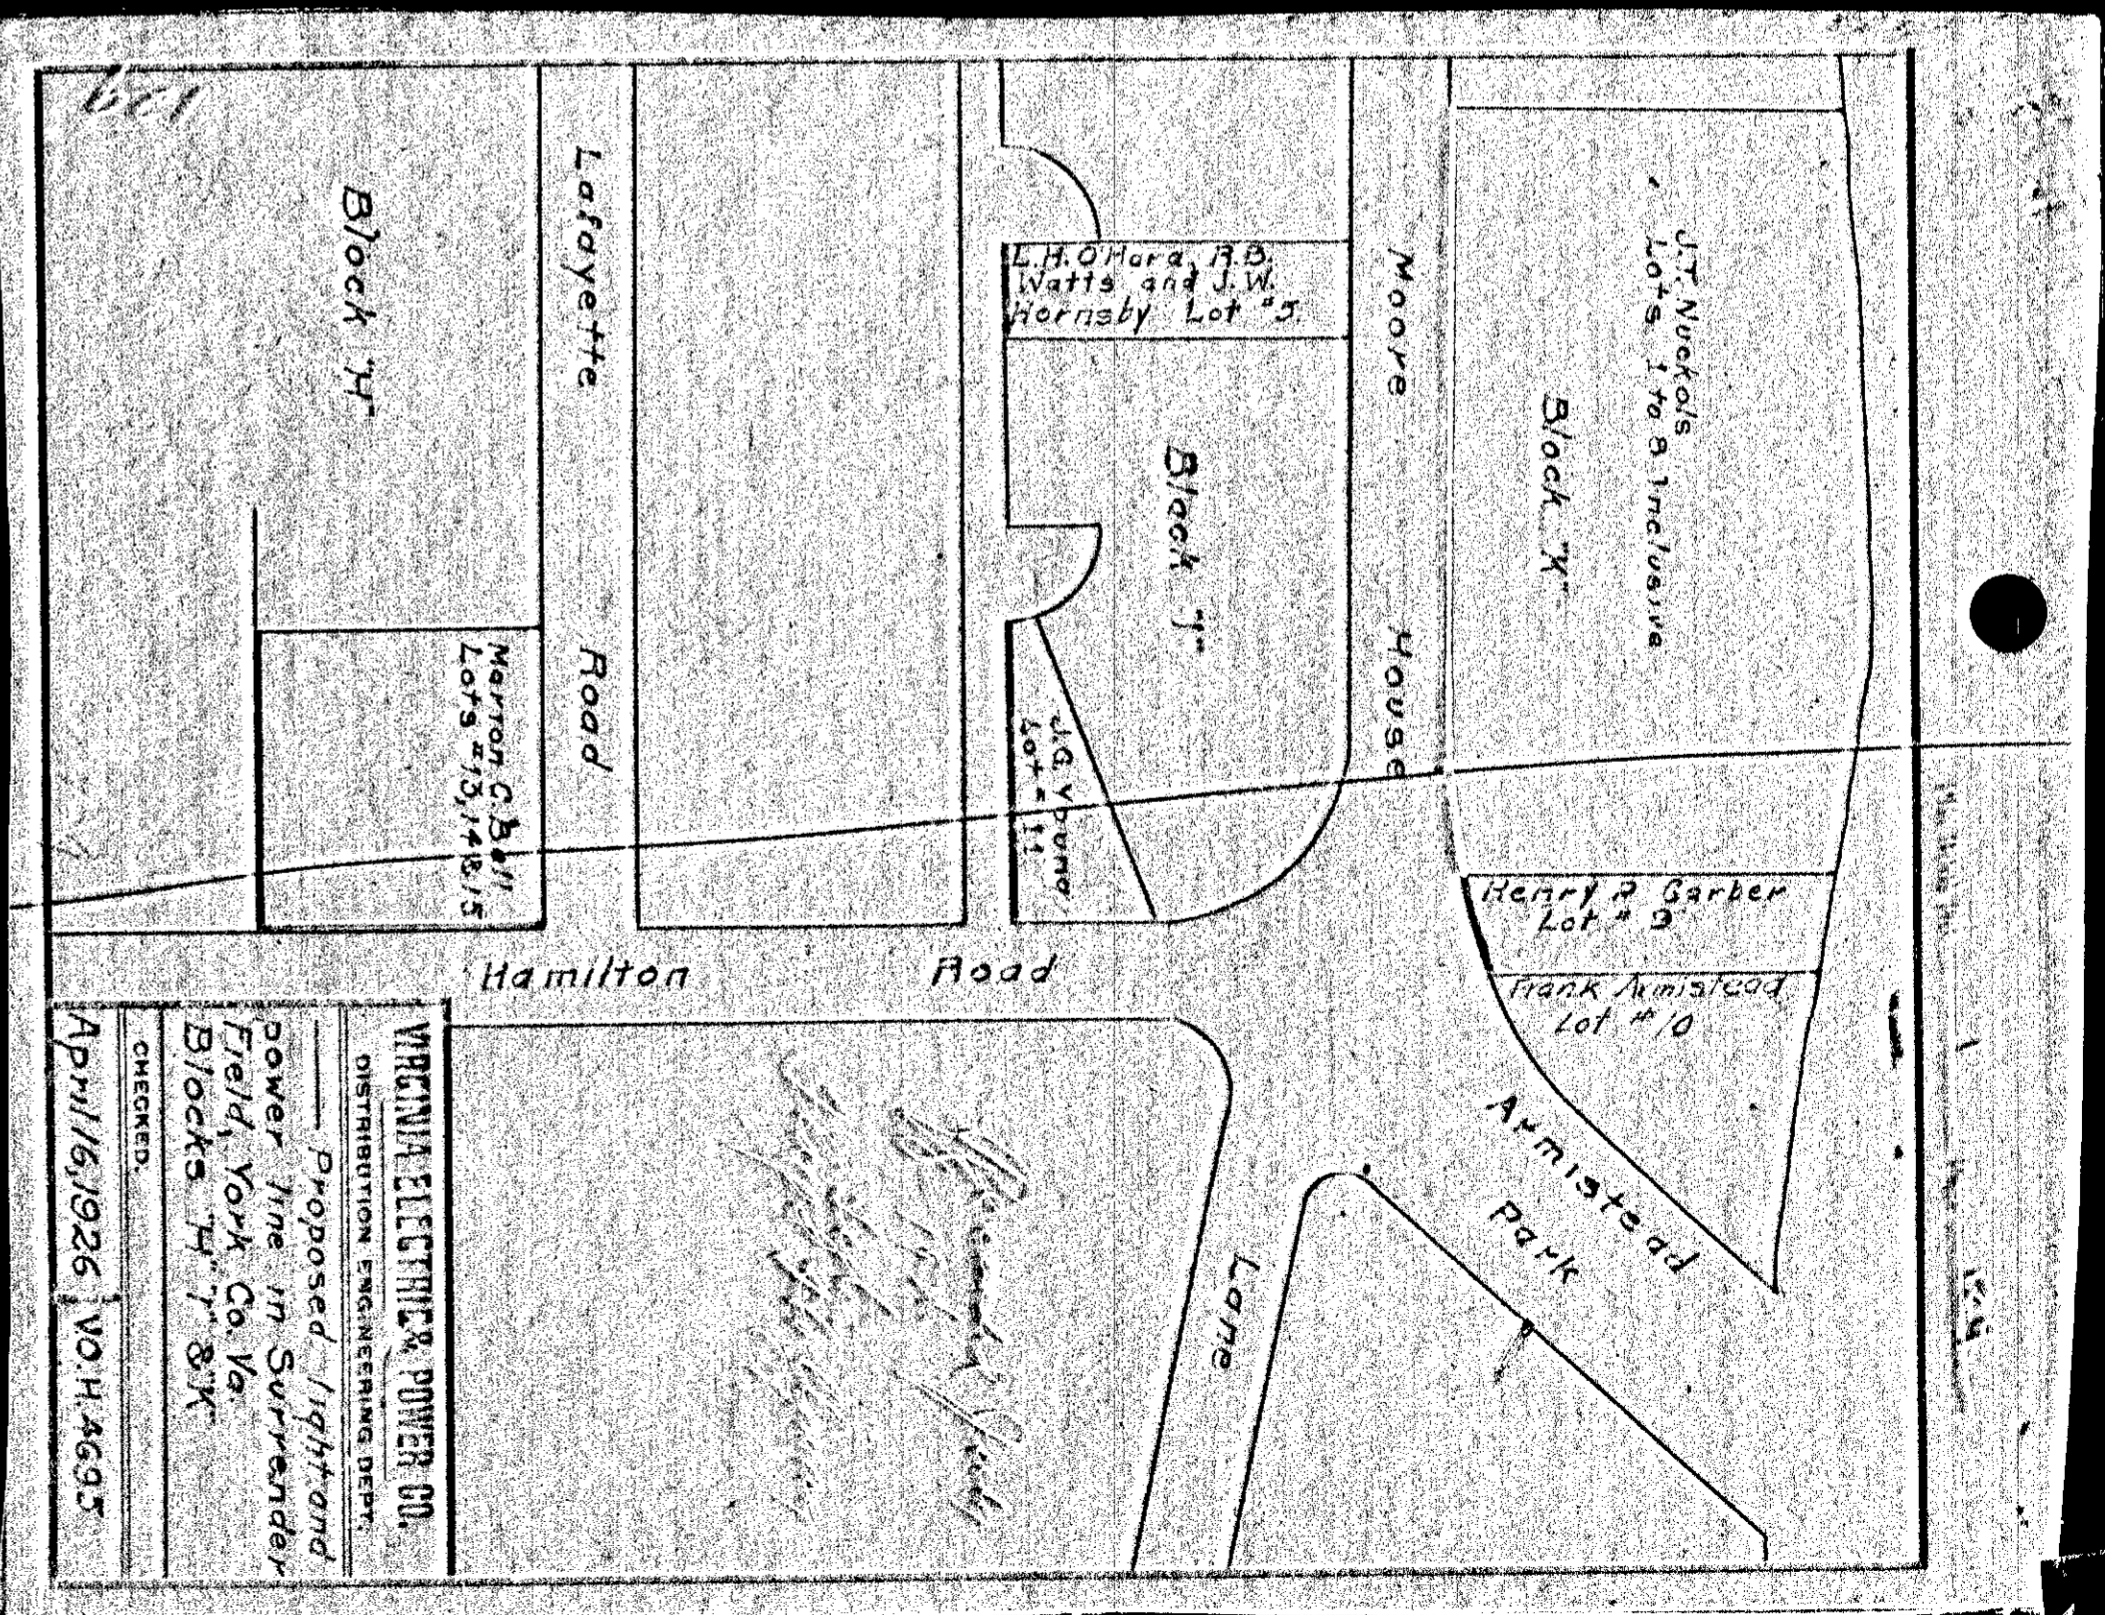 J.T. Nuckols
Lots 1 to 8 inclusive
Block "K"
Moore House
L.H. O'Hara, R.B.
Watts and J.W.
Hornsby Lot #5.
Block "J"
J.G. Young
Lot # 11
Lafayette Road
Block "H"
Marion C. Bell
Lots #13, 14 & 15
Henry P Garber
Lot # 9
Frank Armistead
Lot #10
Hamilton Road
Armistead
Park
Lane
VIRGINIA ELECTRIC & POWER CO.
DISTRIBUTION ENGINEERING DEPT.
Proposed light and
power line in Surrender
Field, York Co. Va.
Blocks "H" "J" & "K"
CHECKED.
April 16, 1926